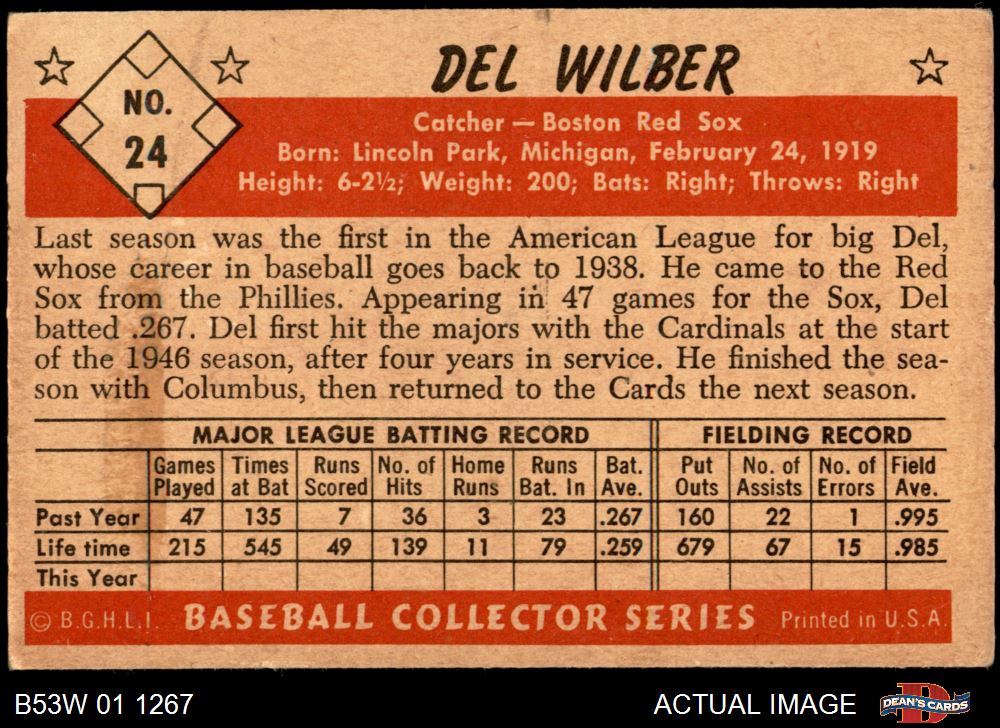 DEL WILBER
NO.
24
Catcher — Boston Red Sox
Born: Lincoln Park, Michigan, February 24, 1919
Height: 6-2½; Weight: 200; Bats: Right; Throws: Right
Last season was the first in the American League for big Del,
whose career in baseball goes back to 1938. He came to the Red
Sox from the Phillies. Appearing in 47 games for the Sox, Del
batted .267. Del first hit the majors with the Cardinals at the start
of the 1946 season, after four years in service. He finished the sea-
son with Columbus, then returned to the Cards the next season.
MAJOR LEAGUE BATTING RECORD FIELDING RECORD
Games Times Runs No. of Home Runs Bat. Put No. of No. of Field
Played at Bat Scored Hits Runs Bat. In Ave. Outs Assists Errors Ave.
Past Year 47 135 7 36 3 23 .267 160 22 1 .995
Life time 215 545 49 139 11 79 .259 679 67 15 .985
This Year
© B.G.H.L.I. BASEBALL COLLECTOR SERIES Printed in U.S.A.
B53W 01 1267 ACTUAL IMAGE DEAN'S CARDS